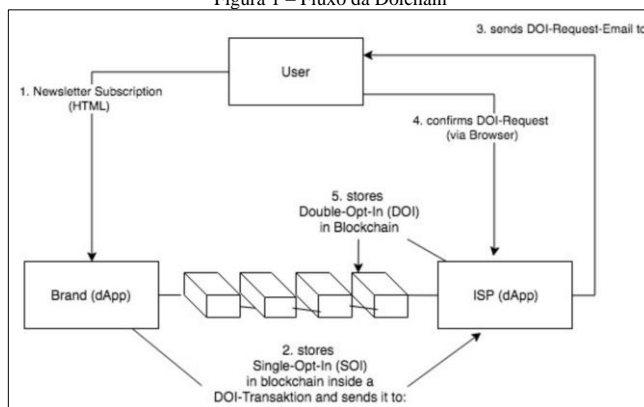 Figura 1 – Fluxo da Doichain
3. sends DOI-Request-Email to
User
1. Newsletter Subscription
(HTML)
4. confirms DOI-Request
(via Browser)
5. stores
Double-Opt-In (DOI)
in Blockchain
Brand (dApp)
ISP (dApp)
2. stores
Single-Opt-In (SOI)
in blockchain inside a
DOI-Transaktion and sends it to: